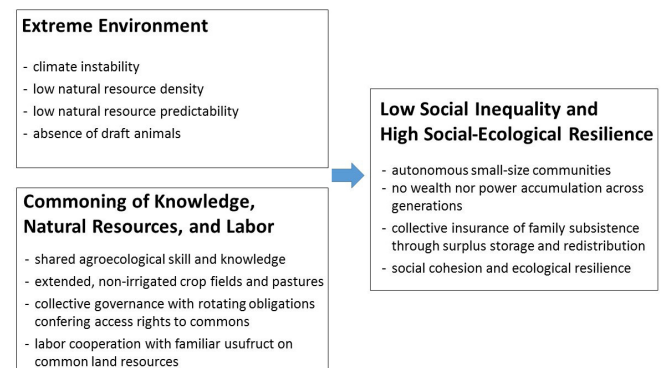 Extreme Environment
- climate instability
- low natural resource density
- low natural resource predictability
- absence of draft animals
Commoning of Knowledge,
Natural Resources, and Labor
- shared agroecological skill and knowledge
- extended, non-irrigated crop fields and pastures
- collective governance with rotating obligations
confering access rights to commons
- labor cooperation with familiar usufruct on
common land resources
Low Social Inequality and
High Social-Ecological Resilience
- autonomous small-size communities
- no wealth nor power accumulation across
generations
- collective insurance of family subsistence
through surplus storage and redistribution
- social cohesion and ecological resilience